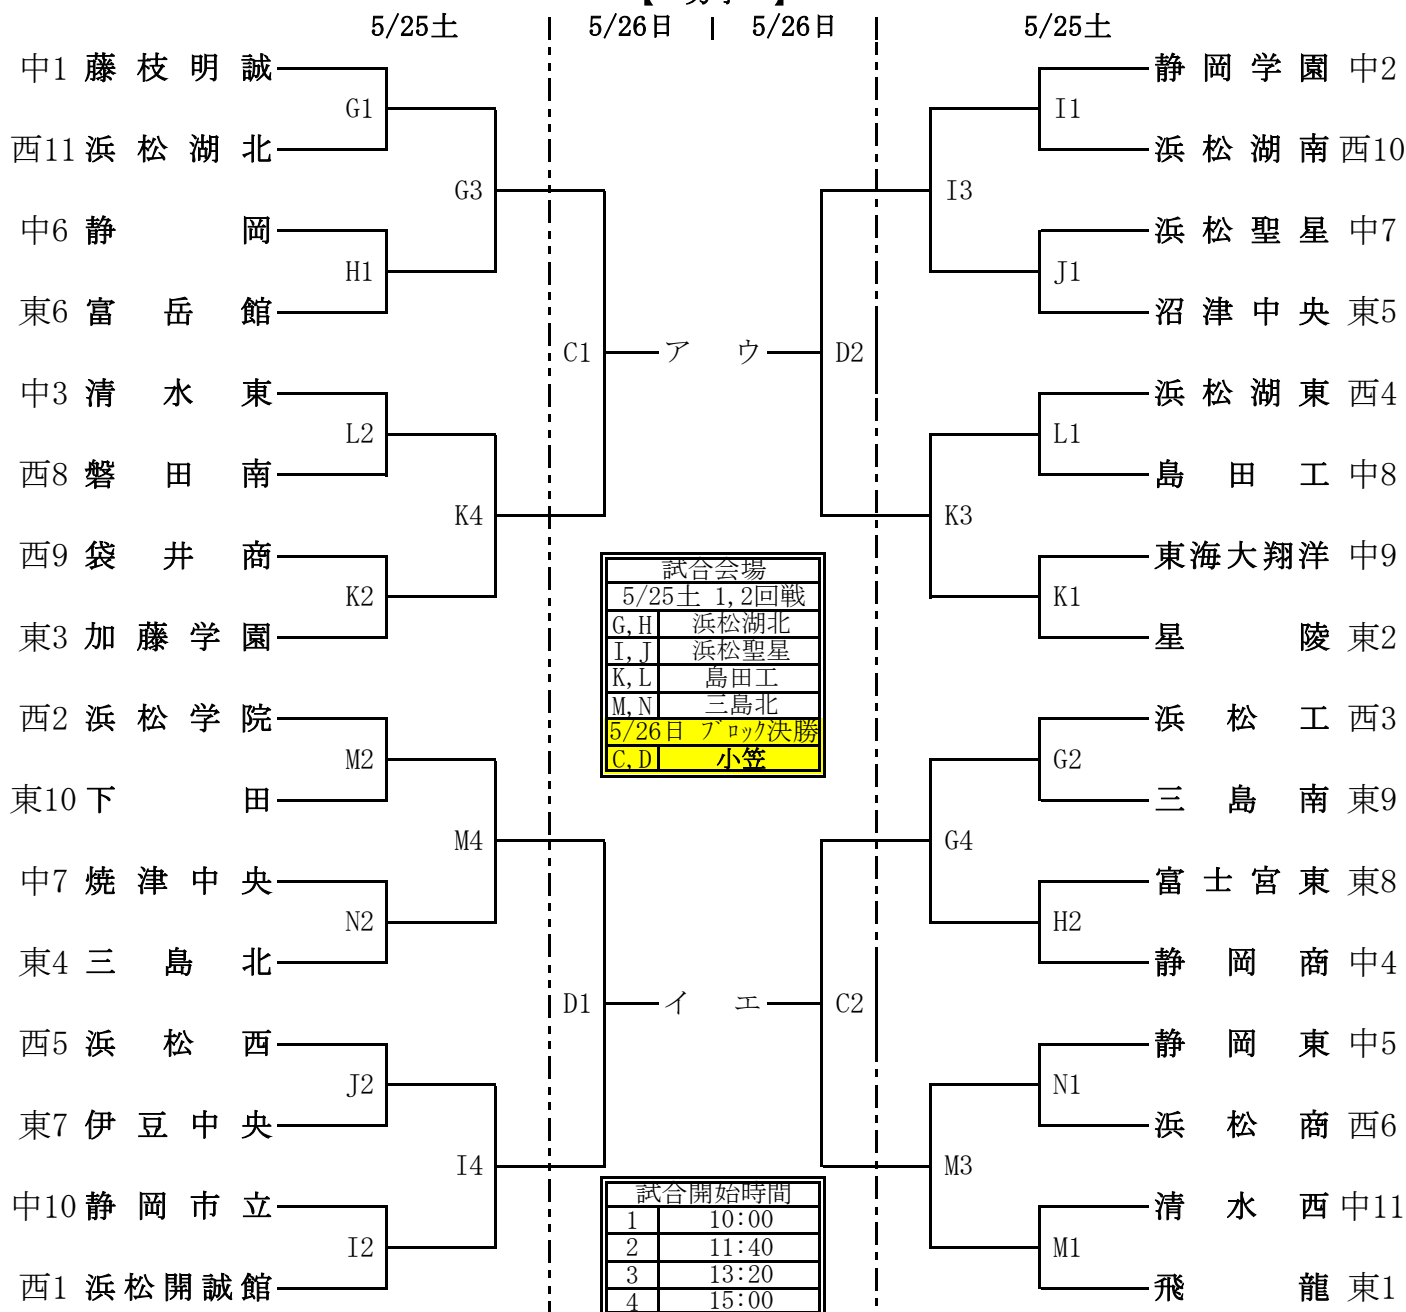 5/25土 5/26日 5/26日 5/25土
中1 藤枝明誠
G1
西11 浜松湖北
G3
中6 静岡
H1
東6 富岳館
C1 ア
中3 清水東
L2
西8 磐田南
K4
西9 袋井商
K2
東3 加藤学園
西2 浜松学院
M2
東10 下田
M4
中7 焼津中央
N2
東4 三島北
D1 イ
西5 浜松西
J2
東7 伊豆中央
I4
中10 静岡市立
I2
西1 浜松開誠館
静岡学園 中2
I1
浜松湖南 西10
I3
浜松聖星 中7
J1
沼津中央 東5
ウ D2
浜松湖東 西4
L1
島田工 中8
K3
東海大翔洋 中9
K1
星陵 東2
浜松工 西3
G2
三島南 東9
G4
富士宮東 東8
H2
静岡商 中4
エ C2
静岡東 中5
N1
浜松商 西6
M3
清水西 中11
M1
飛龍 東1
試合会場
5/25土 1,2回戦
G,H 浜松湖北
I,J 浜松聖星
K,L 島田工
M,N 三島北
5/26日 ブロック決勝
C,D 小笠
試合開始時間
1 10:00
2 11:40
3 13:20
4 15:00